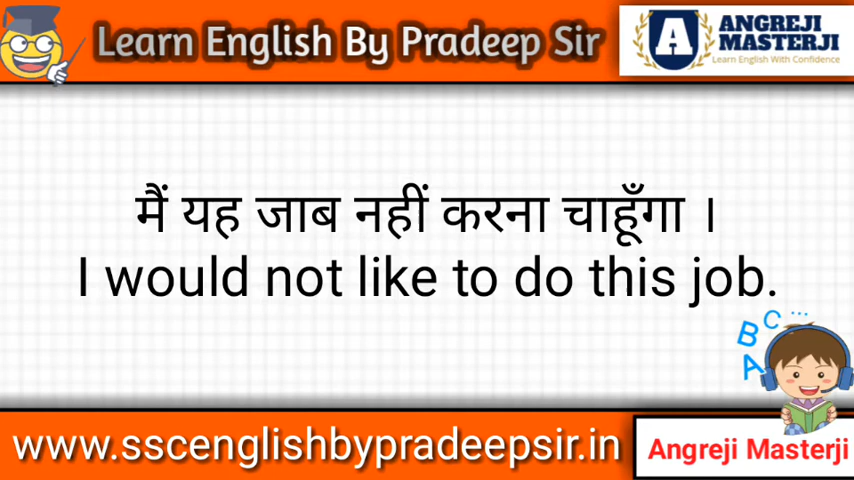 Learn English By Pradeep Sir
A
ANGREJI
MASTERJI
Learn English With Confidence
मैं यह जाब नहीं करना चाहूँगा ।
I would not like to do this job.
B C ...
A
www.sscenglishbypradeepsir.in
Angreji Masterji